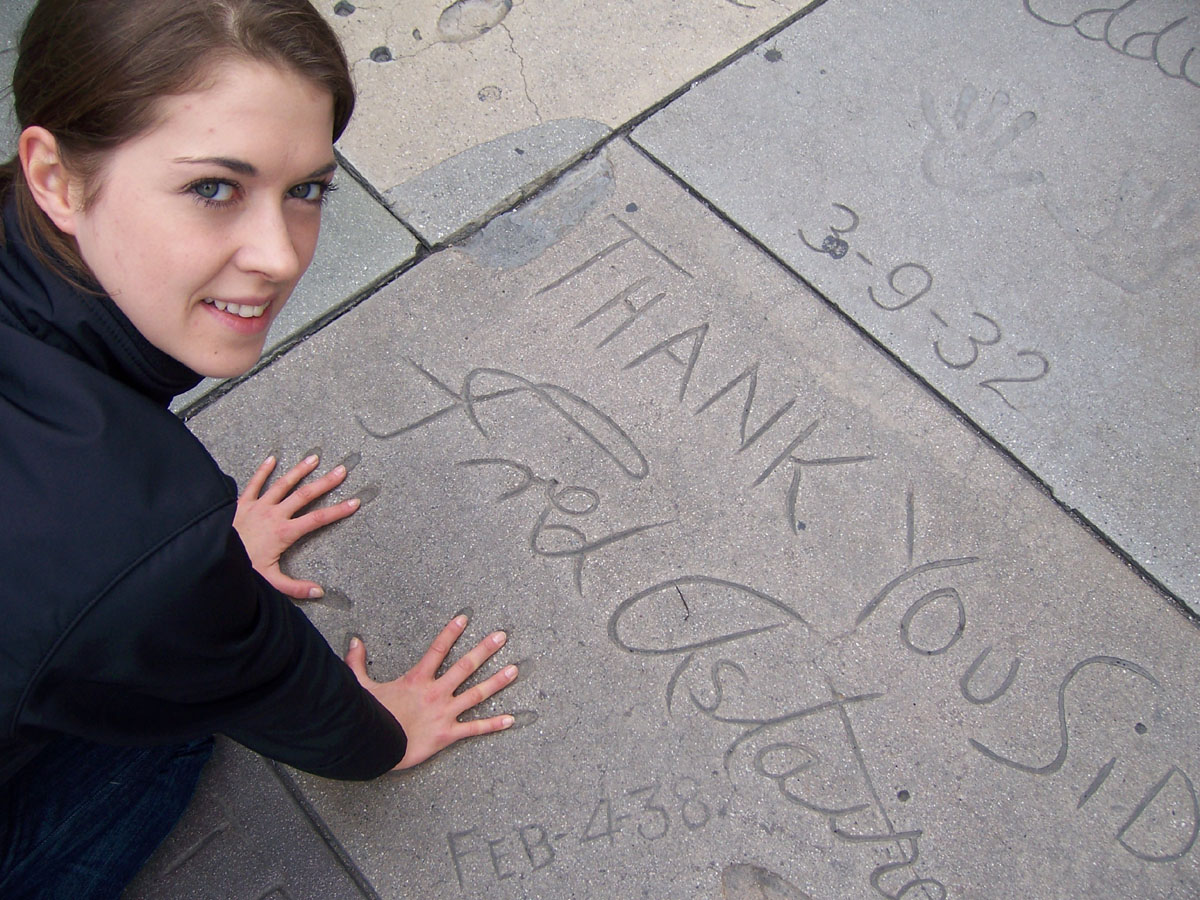 THANK YOU SiD
Fred Astaire
FEB-4-38.
3-9-32